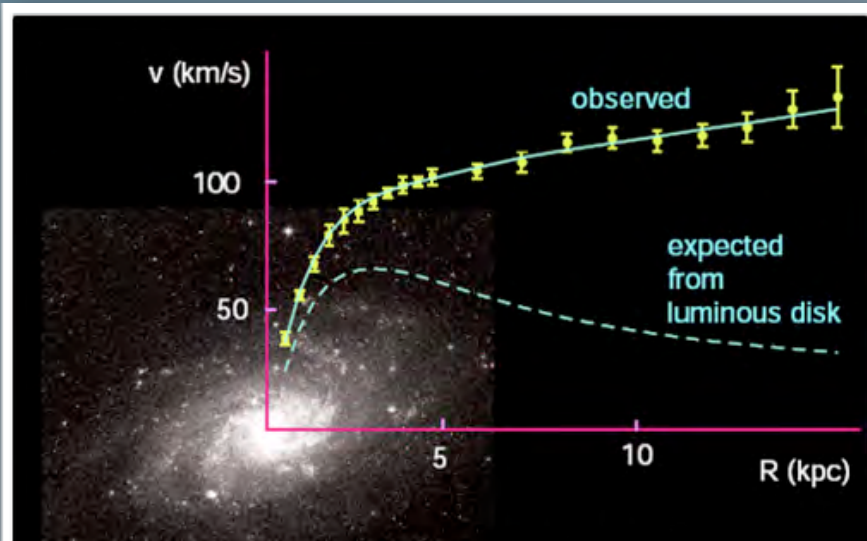 v (km/s)
observed
100
expected
from
luminous disk
50
5
10
R (kpc)